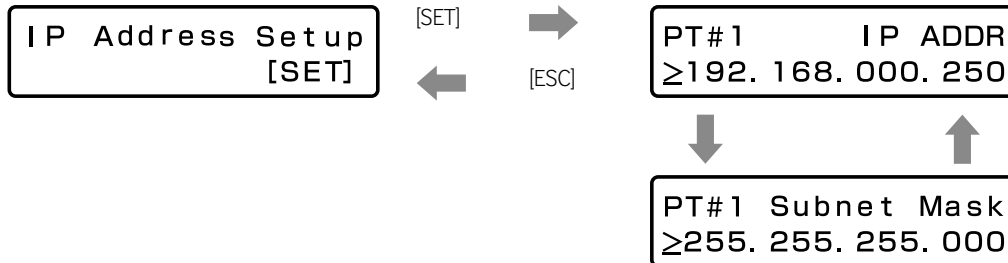 IP Address Setup
[SET]
[SET]
[ESC]
PT#1 IP ADDR
≥192. 168. 000. 250
PT#1 Subnet Mask
≥255. 255. 255. 000